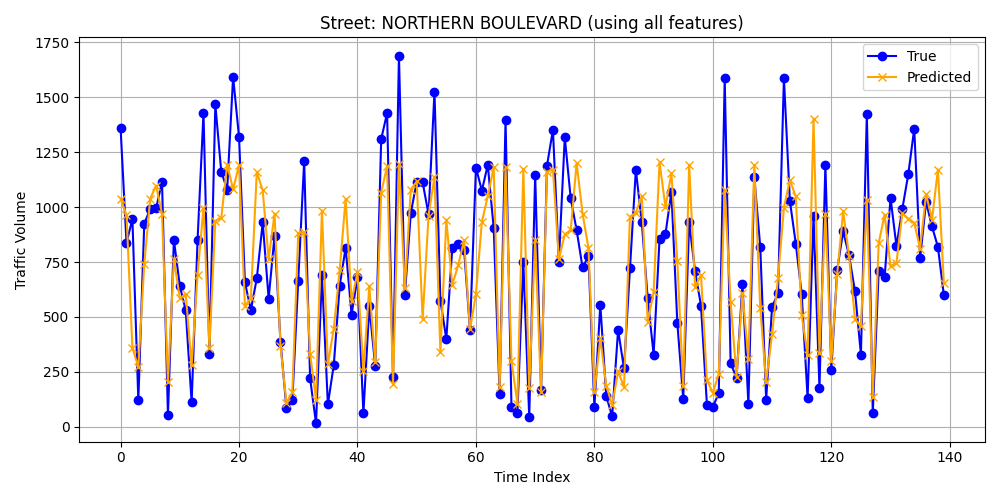 Street: NORTHERN BOULEVARD (using all features)
True
Predicted
Traffic Volume
1750
1500
1250
1000
750
500
250
0
0 20 40 60 80 100 120 140
Time Index